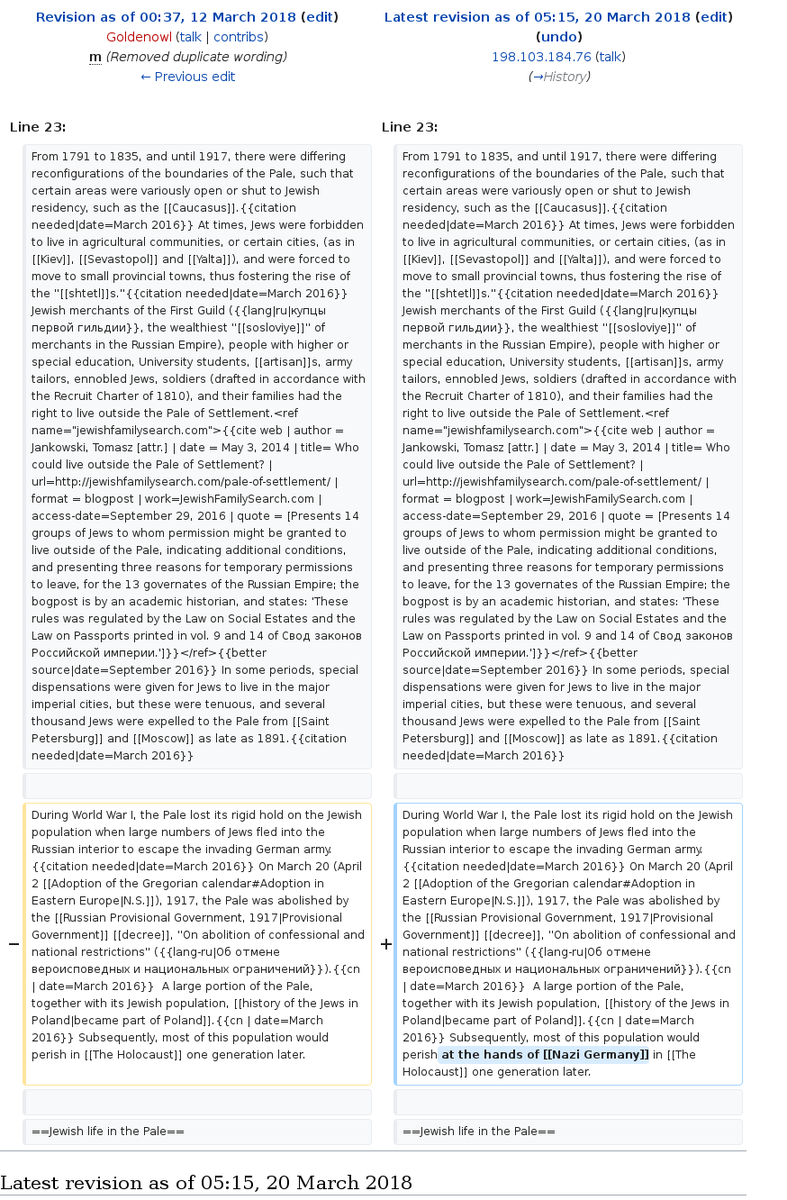 Revision as of 00:37, 12 March 2018 (edit)
Goldenowl (talk | contribs)
m (Removed duplicate wording)
← Previous edit
Latest revision as of 05:15, 20 March 2018 (edit)
(undo)
198.103.184.76 (talk)
(→History)
Line 23:
Line 23:
From 1791 to 1835, and until 1917, there were differing
reconfigurations of the boundaries of the Pale, such that
certain areas were variously open or shut to Jewish
residency, such as the [[Caucasus]].{{citation
needed|date=March 2016}} At times, Jews were forbidden
to live in agricultural communities, or certain cities, (as in
[[Kiev]], [[Sevastopol]] and [[Yalta]]), and were forced to
move to small provincial towns, thus fostering the rise of
the "[[shtetl]]s."{{citation needed|date=March 2016}}
Jewish merchants of the First Guild ({{lang|ru|купцы
первой гильдии}}, the wealthiest "[[sosloviye]]" of
merchants in the Russian Empire), people with higher or
special education, University students, [[artisan]]s, army
tailors, ennobled Jews, soldiers (drafted in accordance with
the Recruit Charter of 1810), and their families had the
right to live outside the Pale of Settlement.<ref
name="jewishfamilysearch.com">{{cite web | author =
Jankowski, Tomasz [attr.] | date = May 3, 2014 | title= Who
could live outside the Pale of Settlement? |
url=http://jewishfamilysearch.com/pale-of-settlement/ |
format = blogpost | work=JewishFamilySearch.com |
access-date=September 29, 2016 | quote = [Presents 14
groups of Jews to whom permission might be granted to
live outside of the Pale, indicating additional conditions,
and presenting three reasons for temporary permissions
to leave, for the 13 governates of the Russian Empire; the
bogpost is by an academic historian, and states: 'These
rules was regulated by the Law on Social Estates and the
Law on Passports printed in vol. 9 and 14 of Свод законов
Российской империи.']}}</ref>{{better
source|date=September 2016}} In some periods, special
dispensations were given for Jews to live in the major
imperial cities, but these were tenuous, and several
thousand Jews were expelled to the Pale from [[Saint
Petersburg]] and [[Moscow]] as late as 1891.{{citation
needed|date=March 2016}}
From 1791 to 1835, and until 1917, there were differing
reconfigurations of the boundaries of the Pale, such that
certain areas were variously open or shut to Jewish
residency, such as the [[Caucasus]].{{citation
needed|date=March 2016}} At times, Jews were forbidden
to live in agricultural communities, or certain cities, (as in
[[Kiev]], [[Sevastopol]] and [[Yalta]]), and were forced to
move to small provincial towns, thus fostering the rise of
the "[[shtetl]]s."{{citation needed|date=March 2016}}
Jewish merchants of the First Guild ({{lang|ru|купцы
первой гильдии}}, the wealthiest "[[sosloviye]]" of
merchants in the Russian Empire), people with higher or
special education, University students, [[artisan]]s, army
tailors, ennobled Jews, soldiers (drafted in accordance with
the Recruit Charter of 1810), and their families had the
right to live outside the Pale of Settlement.<ref
name="jewishfamilysearch.com">{{cite web | author =
Jankowski, Tomasz [attr.] | date = May 3, 2014 | title= Who
could live outside the Pale of Settlement? |
url=http://jewishfamilysearch.com/pale-of-settlement/ |
format = blogpost | work=JewishFamilySearch.com |
access-date=September 29, 2016 | quote = [Presents 14
groups of Jews to whom permission might be granted to
live outside of the Pale, indicating additional conditions,
and presenting three reasons for temporary permissions
to leave, for the 13 governates of the Russian Empire; the
bogpost is by an academic historian, and states: 'These
rules was regulated by the Law on Social Estates and the
Law on Passports printed in vol. 9 and 14 of Свод законов
Российской империи.']}}</ref>{{better
source|date=September 2016}} In some periods, special
dispensations were given for Jews to live in the major
imperial cities, but these were tenuous, and several
thousand Jews were expelled to the Pale from [[Saint
Petersburg]] and [[Moscow]] as late as 1891.{{citation
needed|date=March 2016}}
−
During World War I, the Pale lost its rigid hold on the Jewish
population when large numbers of Jews fled into the
Russian interior to escape the invading German army.
{{citation needed|date=March 2016}} On March 20 (April
2 [[Adoption of the Gregorian calendar#Adoption in
Eastern Europe|N.S.]]), 1917, the Pale was abolished by
the [[Russian Provisional Government, 1917|Provisional
Government]] [[decree]], "On abolition of confessional and
national restrictions" ({{lang-ru|Об отмене
вероисповедных и национальных ограничений}}).{{cn
| date=March 2016}}  A large portion of the Pale,
together with its Jewish population, [[history of the Jews in
Poland|became part of Poland]].{{cn | date=March
2016}} Subsequently, most of this population would
perish in [[The Holocaust]] one generation later.
+
During World War I, the Pale lost its rigid hold on the Jewish
population when large numbers of Jews fled into the
Russian interior to escape the invading German army.
{{citation needed|date=March 2016}} On March 20 (April
2 [[Adoption of the Gregorian calendar#Adoption in
Eastern Europe|N.S.]]), 1917, the Pale was abolished by
the [[Russian Provisional Government, 1917|Provisional
Government]] [[decree]], "On abolition of confessional and
national restrictions" ({{lang-ru|Об отмене
вероисповедных и национальных ограничений}}).{{cn
| date=March 2016}}  A large portion of the Pale,
together with its Jewish population, [[history of the Jews in
Poland|became part of Poland]].{{cn | date=March
2016}} Subsequently, most of this population would
perish at the hands of [[Nazi Germany]] in [[The
Holocaust]] one generation later.
==Jewish life in the Pale==
==Jewish life in the Pale==
Latest revision as of 05:15, 20 March 2018